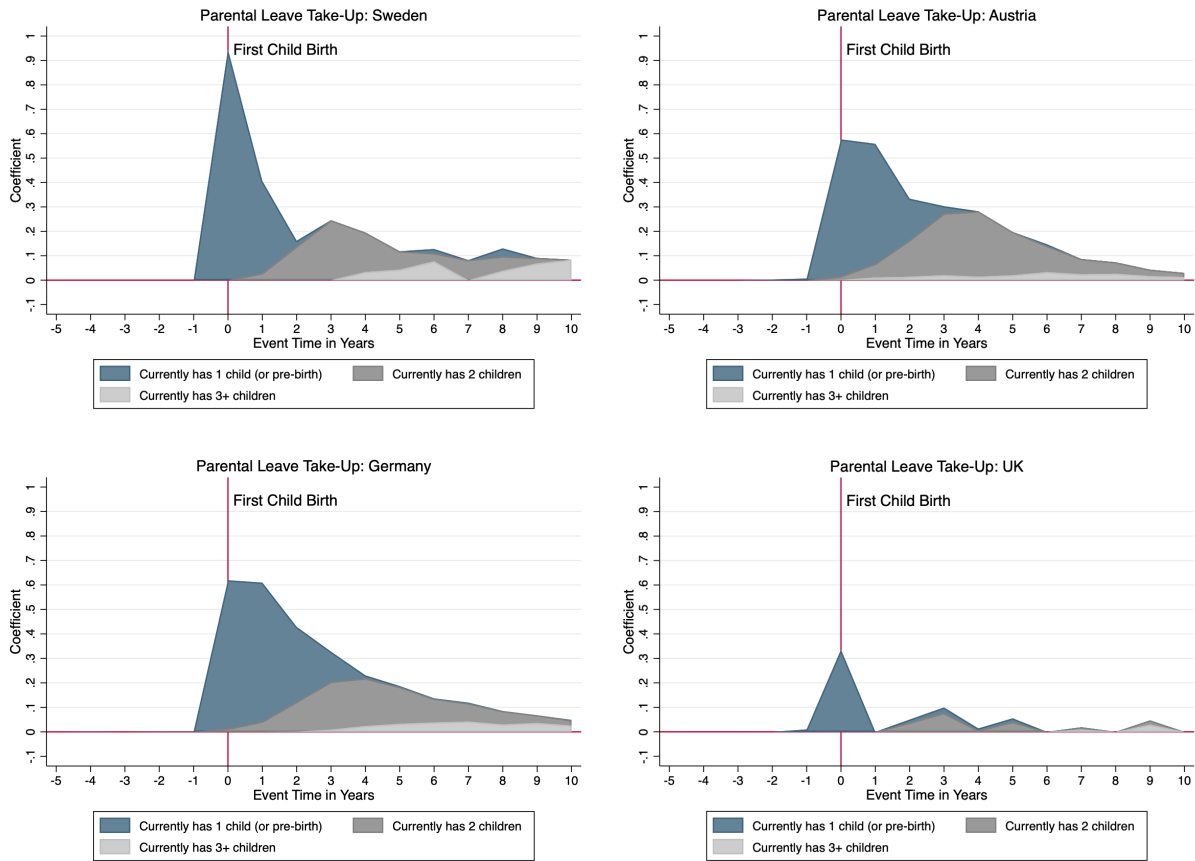 Parental Leave Take-Up: Sweden
First Child Birth
Coefficient
1
.9
.8
.7
.6
.5
.4
.3
.2
.1
0
-.1
-5 -4 -3 -2 -1 0 1 2 3 4 5 6 7 8 9 10
Event Time in Years
Currently has 1 child (or pre-birth) Currently has 2 children
Currently has 3+ children
Parental Leave Take-Up: Austria
First Child Birth
Coefficient
1
.9
.8
.7
.6
.5
.4
.3
.2
.1
0
-.1
-5 -4 -3 -2 -1 0 1 2 3 4 5 6 7 8 9 10
Event Time in Years
Currently has 1 child (or pre-birth) Currently has 2 children
Currently has 3+ children
Parental Leave Take-Up: Germany
First Child Birth
Coefficient
1
.9
.8
.7
.6
.5
.4
.3
.2
.1
0
-.1
-5 -4 -3 -2 -1 0 1 2 3 4 5 6 7 8 9 10
Event Time in Years
Currently has 1 child (or pre-birth) Currently has 2 children
Currently has 3+ children
Parental Leave Take-Up: UK
First Child Birth
Coefficient
1
.9
.8
.7
.6
.5
.4
.3
.2
.1
0
-.1
-5 -4 -3 -2 -1 0 1 2 3 4 5 6 7 8 9 10
Event Time in Years
Currently has 1 child (or pre-birth) Currently has 2 children
Currently has 3+ children